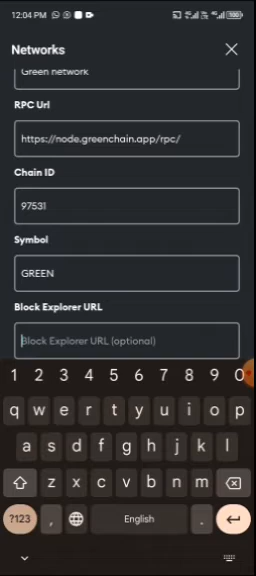 12:04 PM
100
Networks
Green network
RPC Url
https://node.greenchain.app/rpc/
Chain ID
97531
Symbol
GREEN
Block Explorer URL
Block Explorer URL (optional)
1 2 3 4 5 6 7 8 9 0
q w e r t y u i o p
a s d f g h j k l
z x c v b n m
?123 , English .